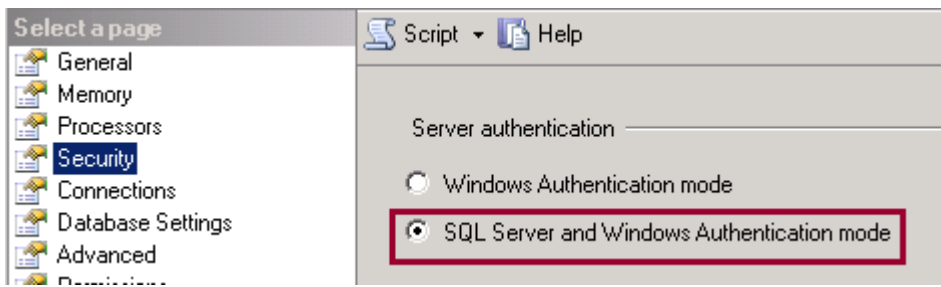 Select a page
General
Memory
Processors
Security
Connections
Database Settings
Advanced
Script
Help
Server authentication
Windows Authentication mode
SQL Server and Windows Authentication mode